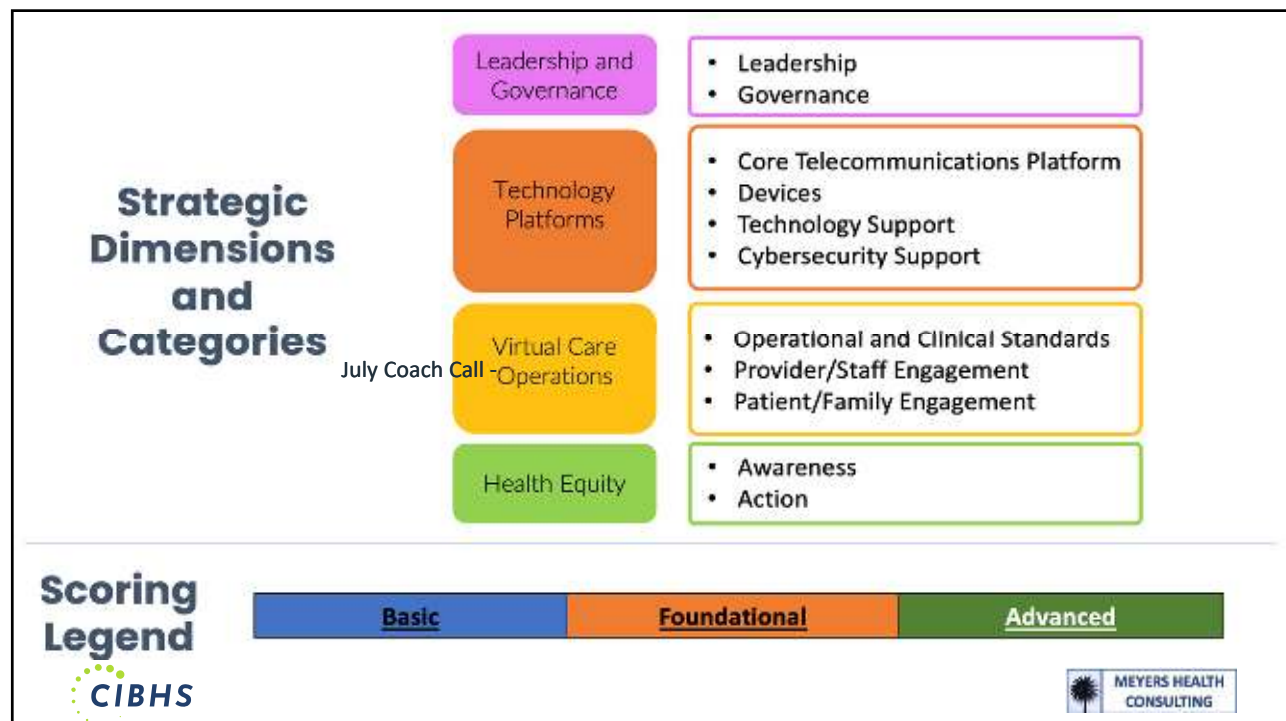 Strategic
Dimensions
and
Categories
Leadership and
Governance
• Leadership
• Governance
Technology
Platforms
• Core Telecommunications Platform
• Devices
• Technology Support
• Cybersecurity Support
July Coach Call -
Virtual Care
Operations
• Operational and Clinical Standards
• Provider/Staff Engagement
• Patient/Family Engagement
Health Equity
• Awareness
• Action
Scoring
Legend
Basic
Foundational
Advanced
CIBHS
MEYERS HEALTH
CONSULTING